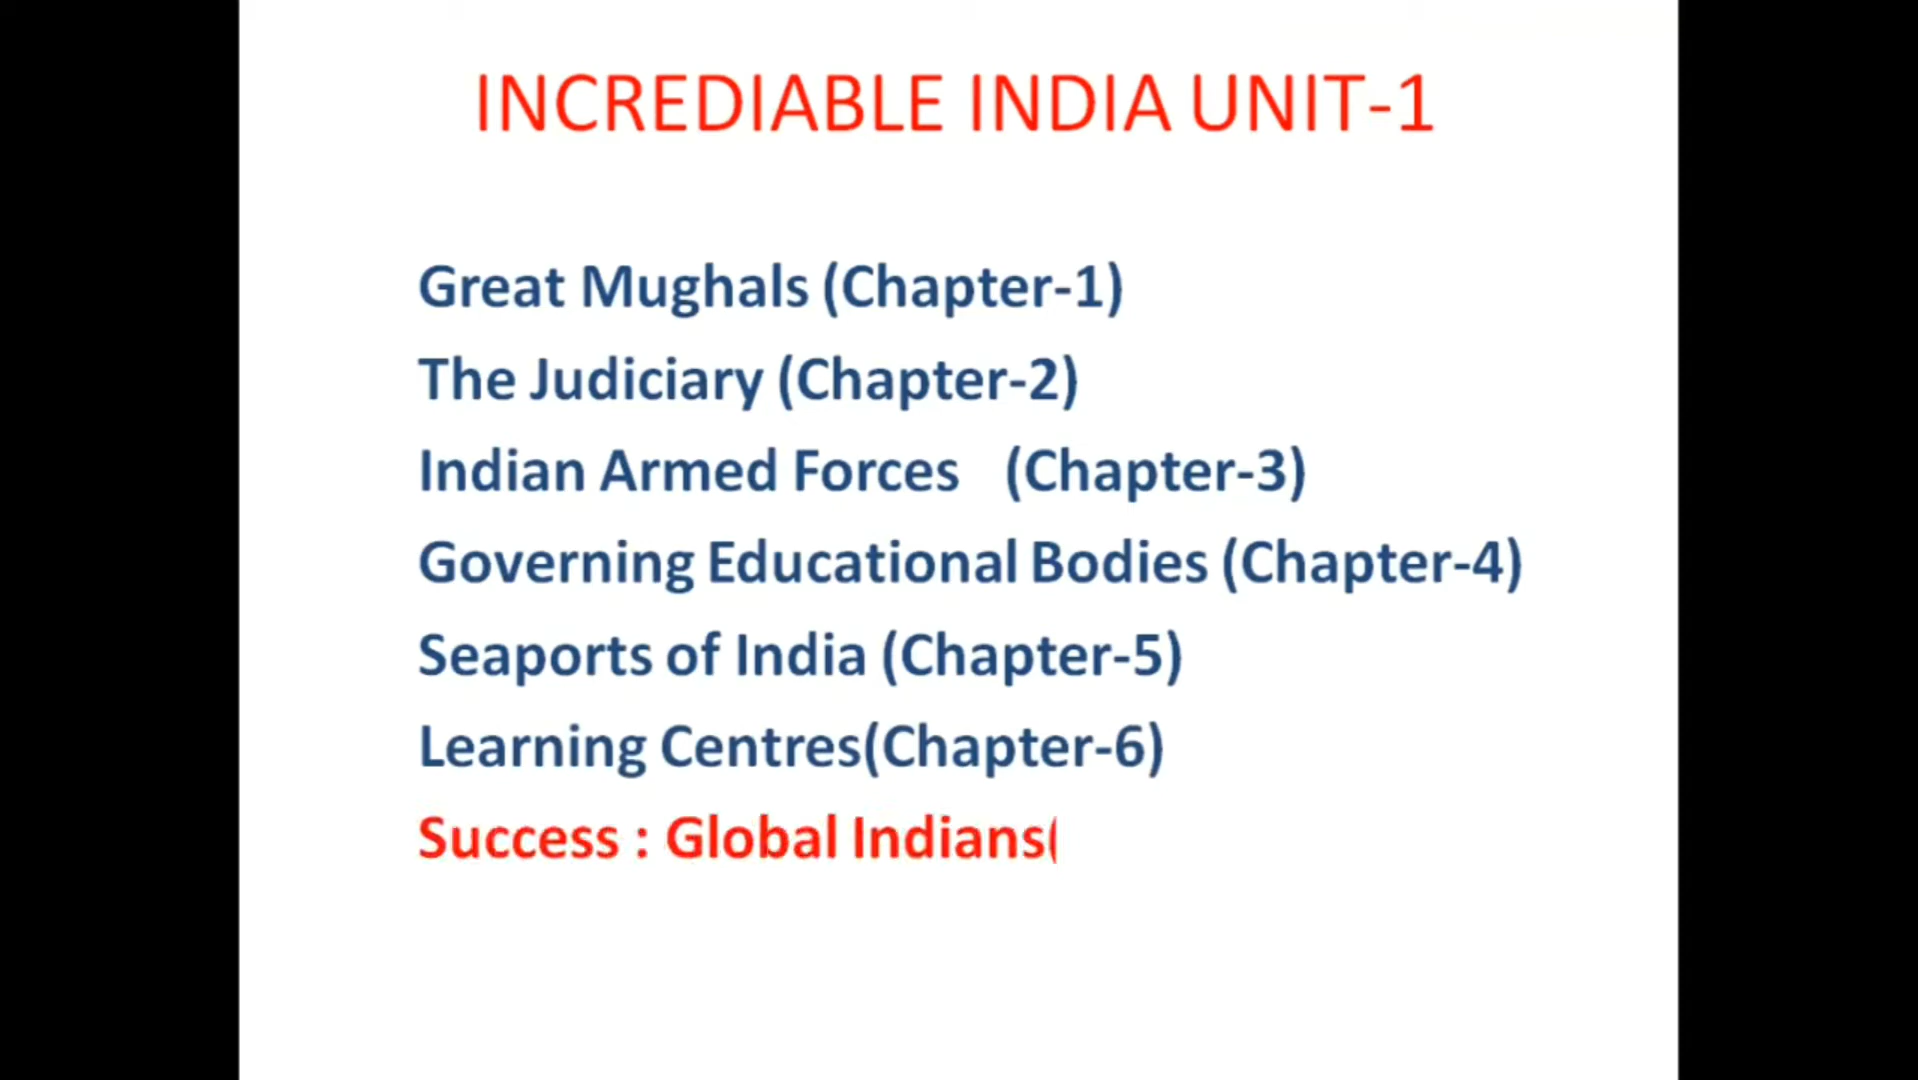 INCREDIABLE INDIA UNIT-1
Great Mughals (Chapter-1)
The Judiciary (Chapter-2)
Indian Armed Forces   (Chapter-3)
Governing Educational Bodies (Chapter-4)
Seaports of India (Chapter-5)
Learning Centres(Chapter-6)
Success : Global Indians(